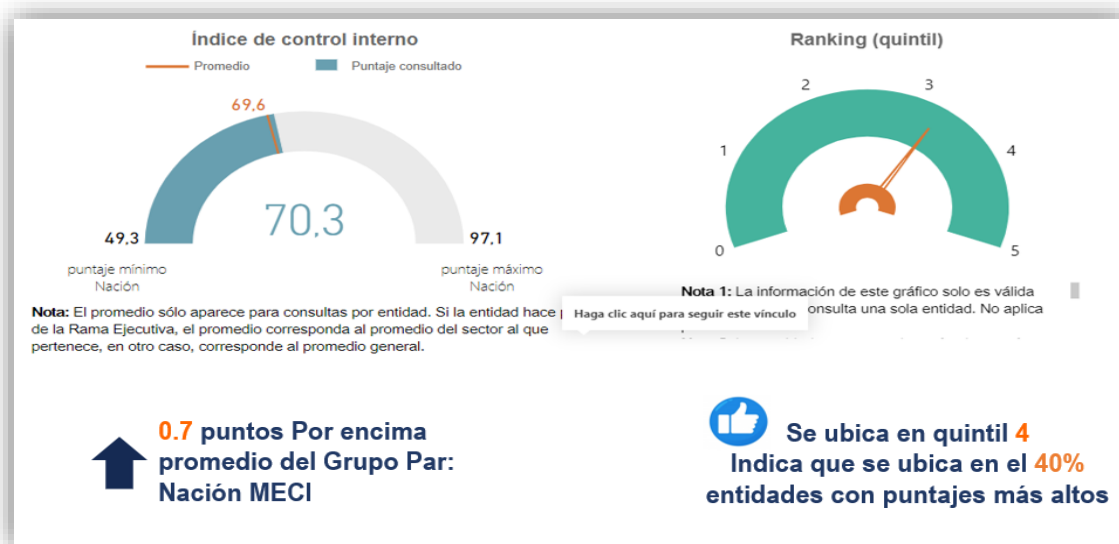 Índice de control interno
Promedio
Puntaje consultado
69,6
70,3
49,3
97,1
puntaje mínimo
Nación
puntaje máximo
Nación
Nota: El promedio sólo aparece para consultas por entidad. Si la entidad hace
de la Rama Ejecutiva, el promedio corresponda al promedio del sector al que
pertenece, en otro caso, corresponde al promedio general.
Ranking (quintil)
0
1
2
3
4
5
Nota 1: La información de este gráfico solo es válida
onsulta una sola entidad. No aplica
Haga clic aquí para seguir este vínculo
0.7 puntos Por encima
promedio del Grupo Par:
Nación MECI
Se ubica en quintil 4
Indica que se ubica en el 40%
entidades con puntajes más altos